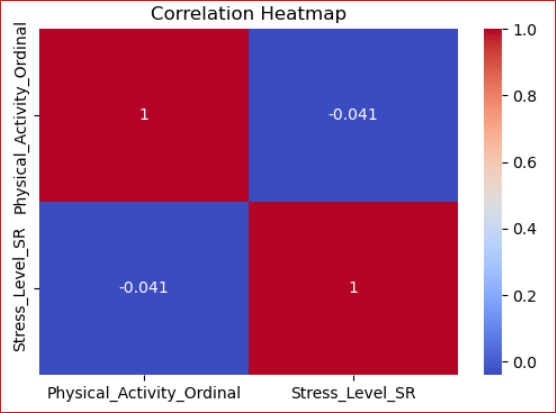 Correlation Heatmap
Physical_Activity_Ordinal
Stress_Level_SR
1
-0.041
-0.041
1
Physical_Activity_Ordinal
Stress_Level_SR
1.0
0.8
0.6
0.4
0.2
0.0